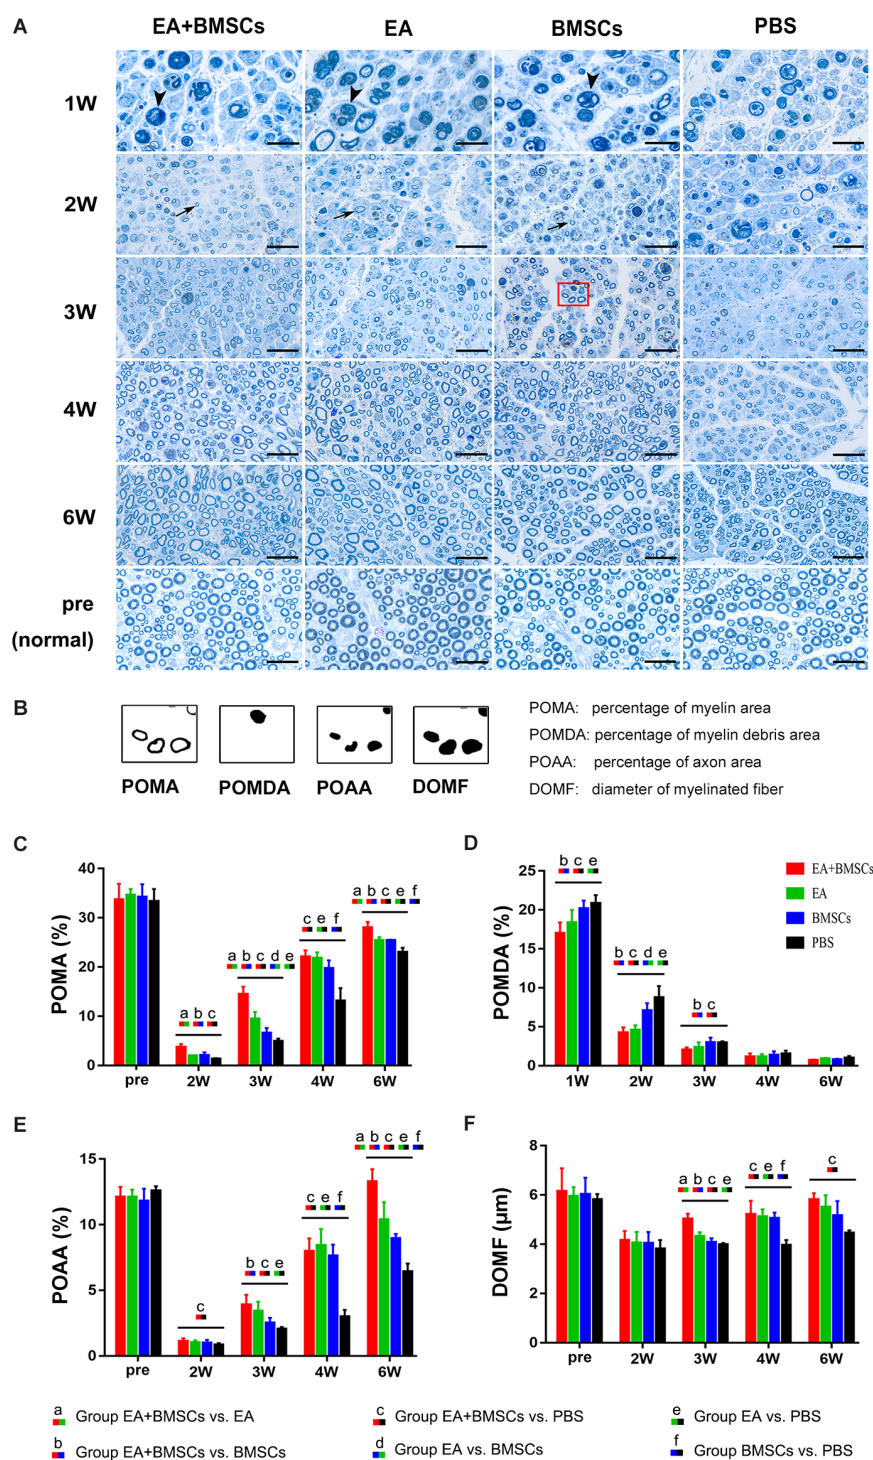 A
EA+BMSCs EA BMSCs PBS
1W
2W
3W
4W
6W
pre
(normal)
B
POMA POMDA POAA DOMF
POMA: percentage of myelin area
POMDA: percentage of myelin debris area
POAA: percentage of axon area
DOMF: diameter of myelinated fiber
C
POMA (%)
40
30
20
10
0
a b c
a b c d e
c e f
a b c e f
pre 2W 3W 4W 6W
D
POMDA (%)
25
20
15
10
5
0
b c e
b c d e
b c
1W 2W 3W 4W 6W
EA+BMSCs
EA
BMSCs
PBS
E
POAA (%)
15
10
5
0
c
b c e
c e f
a b c e f
pre 2W 3W 4W 6W
F
DOMF (μm)
8
6
4
2
0
a b c e
c e f
c
pre 2W 3W 4W 6W
a Group EA+BMSCs vs. EA
b Group EA+BMSCs vs. BMSCs
c Group EA+BMSCs vs. PBS
d Group EA vs. BMSCs
e Group EA vs. PBS
f Group BMSCs vs. PBS